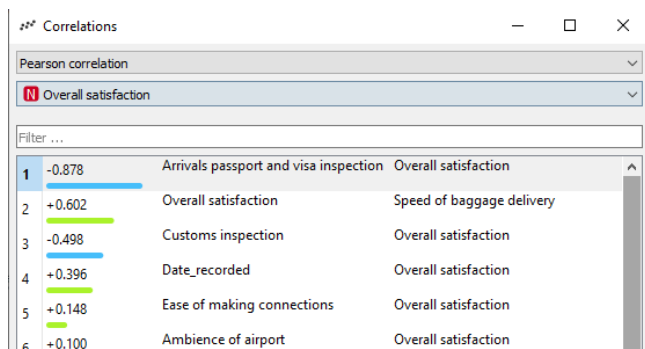 Correlations
Pearson correlation
N Overall satisfaction
Filter ...
1 -0.878 Arrivals passport and visa inspection Overall satisfaction
2 +0.602 Overall satisfaction Speed of baggage delivery
3 -0.498 Customs inspection Overall satisfaction
4 +0.396 Date_recorded Overall satisfaction
5 +0.148 Ease of making connections Overall satisfaction
6 +0.100 Ambience of airport Overall satisfaction